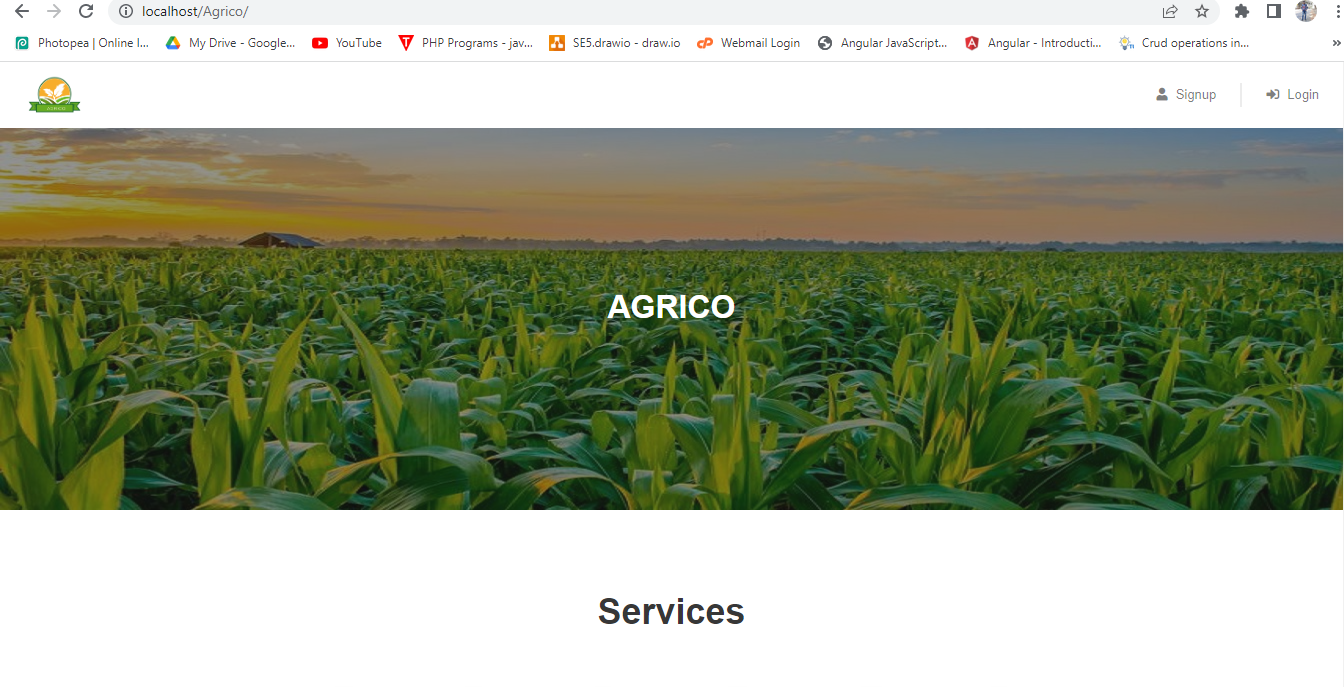 localhost/Agrico/
Photopea | Online I... My Drive - Google... YouTube PHP Programs - jav... SE5.drawio - draw.io Webmail Login Angular JavaScript... Angular - Introducti... Crud operations in... »
Signup Login
AGRICO
Services